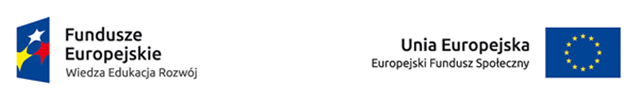 Fundusze
Europejskie
Wiedza Edukacja Rozwój
Unia Europejska
Europejski Fundusz Społeczny